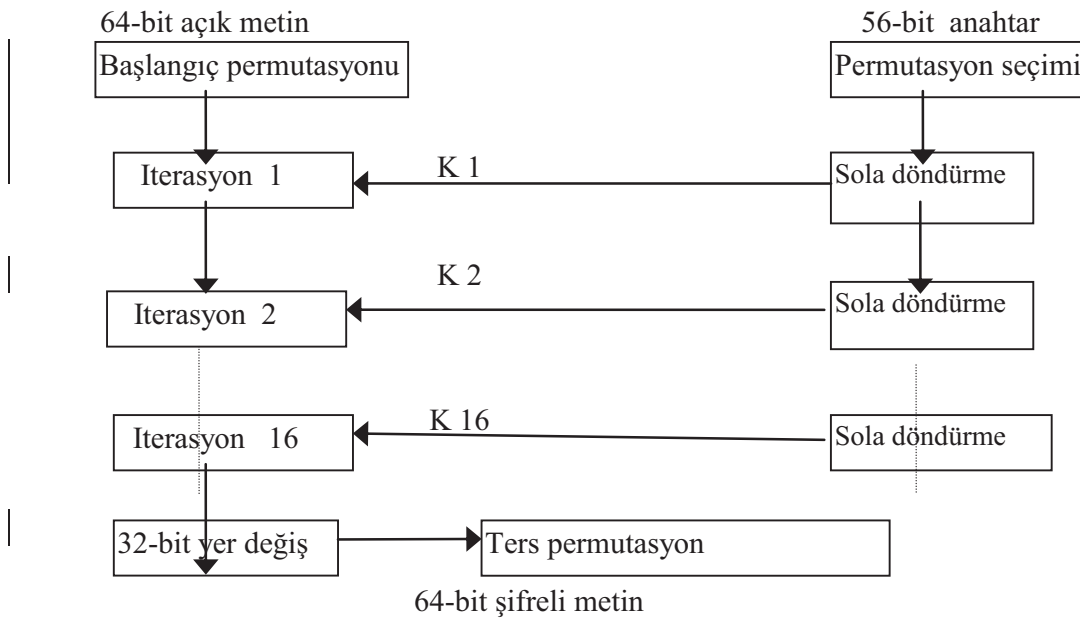 64-bit açık metin
56-bit anahtar
Başlangıç permutasyonu
Permutasyon seçimi
Iterasyon 1
K 1
Sola döndürme
Iterasyon 2
K 2
Sola döndürme
Iterasyon 16
K 16
Sola döndürme
32-bit yer değiş
Ters permutasyon
64-bit şifreli metin